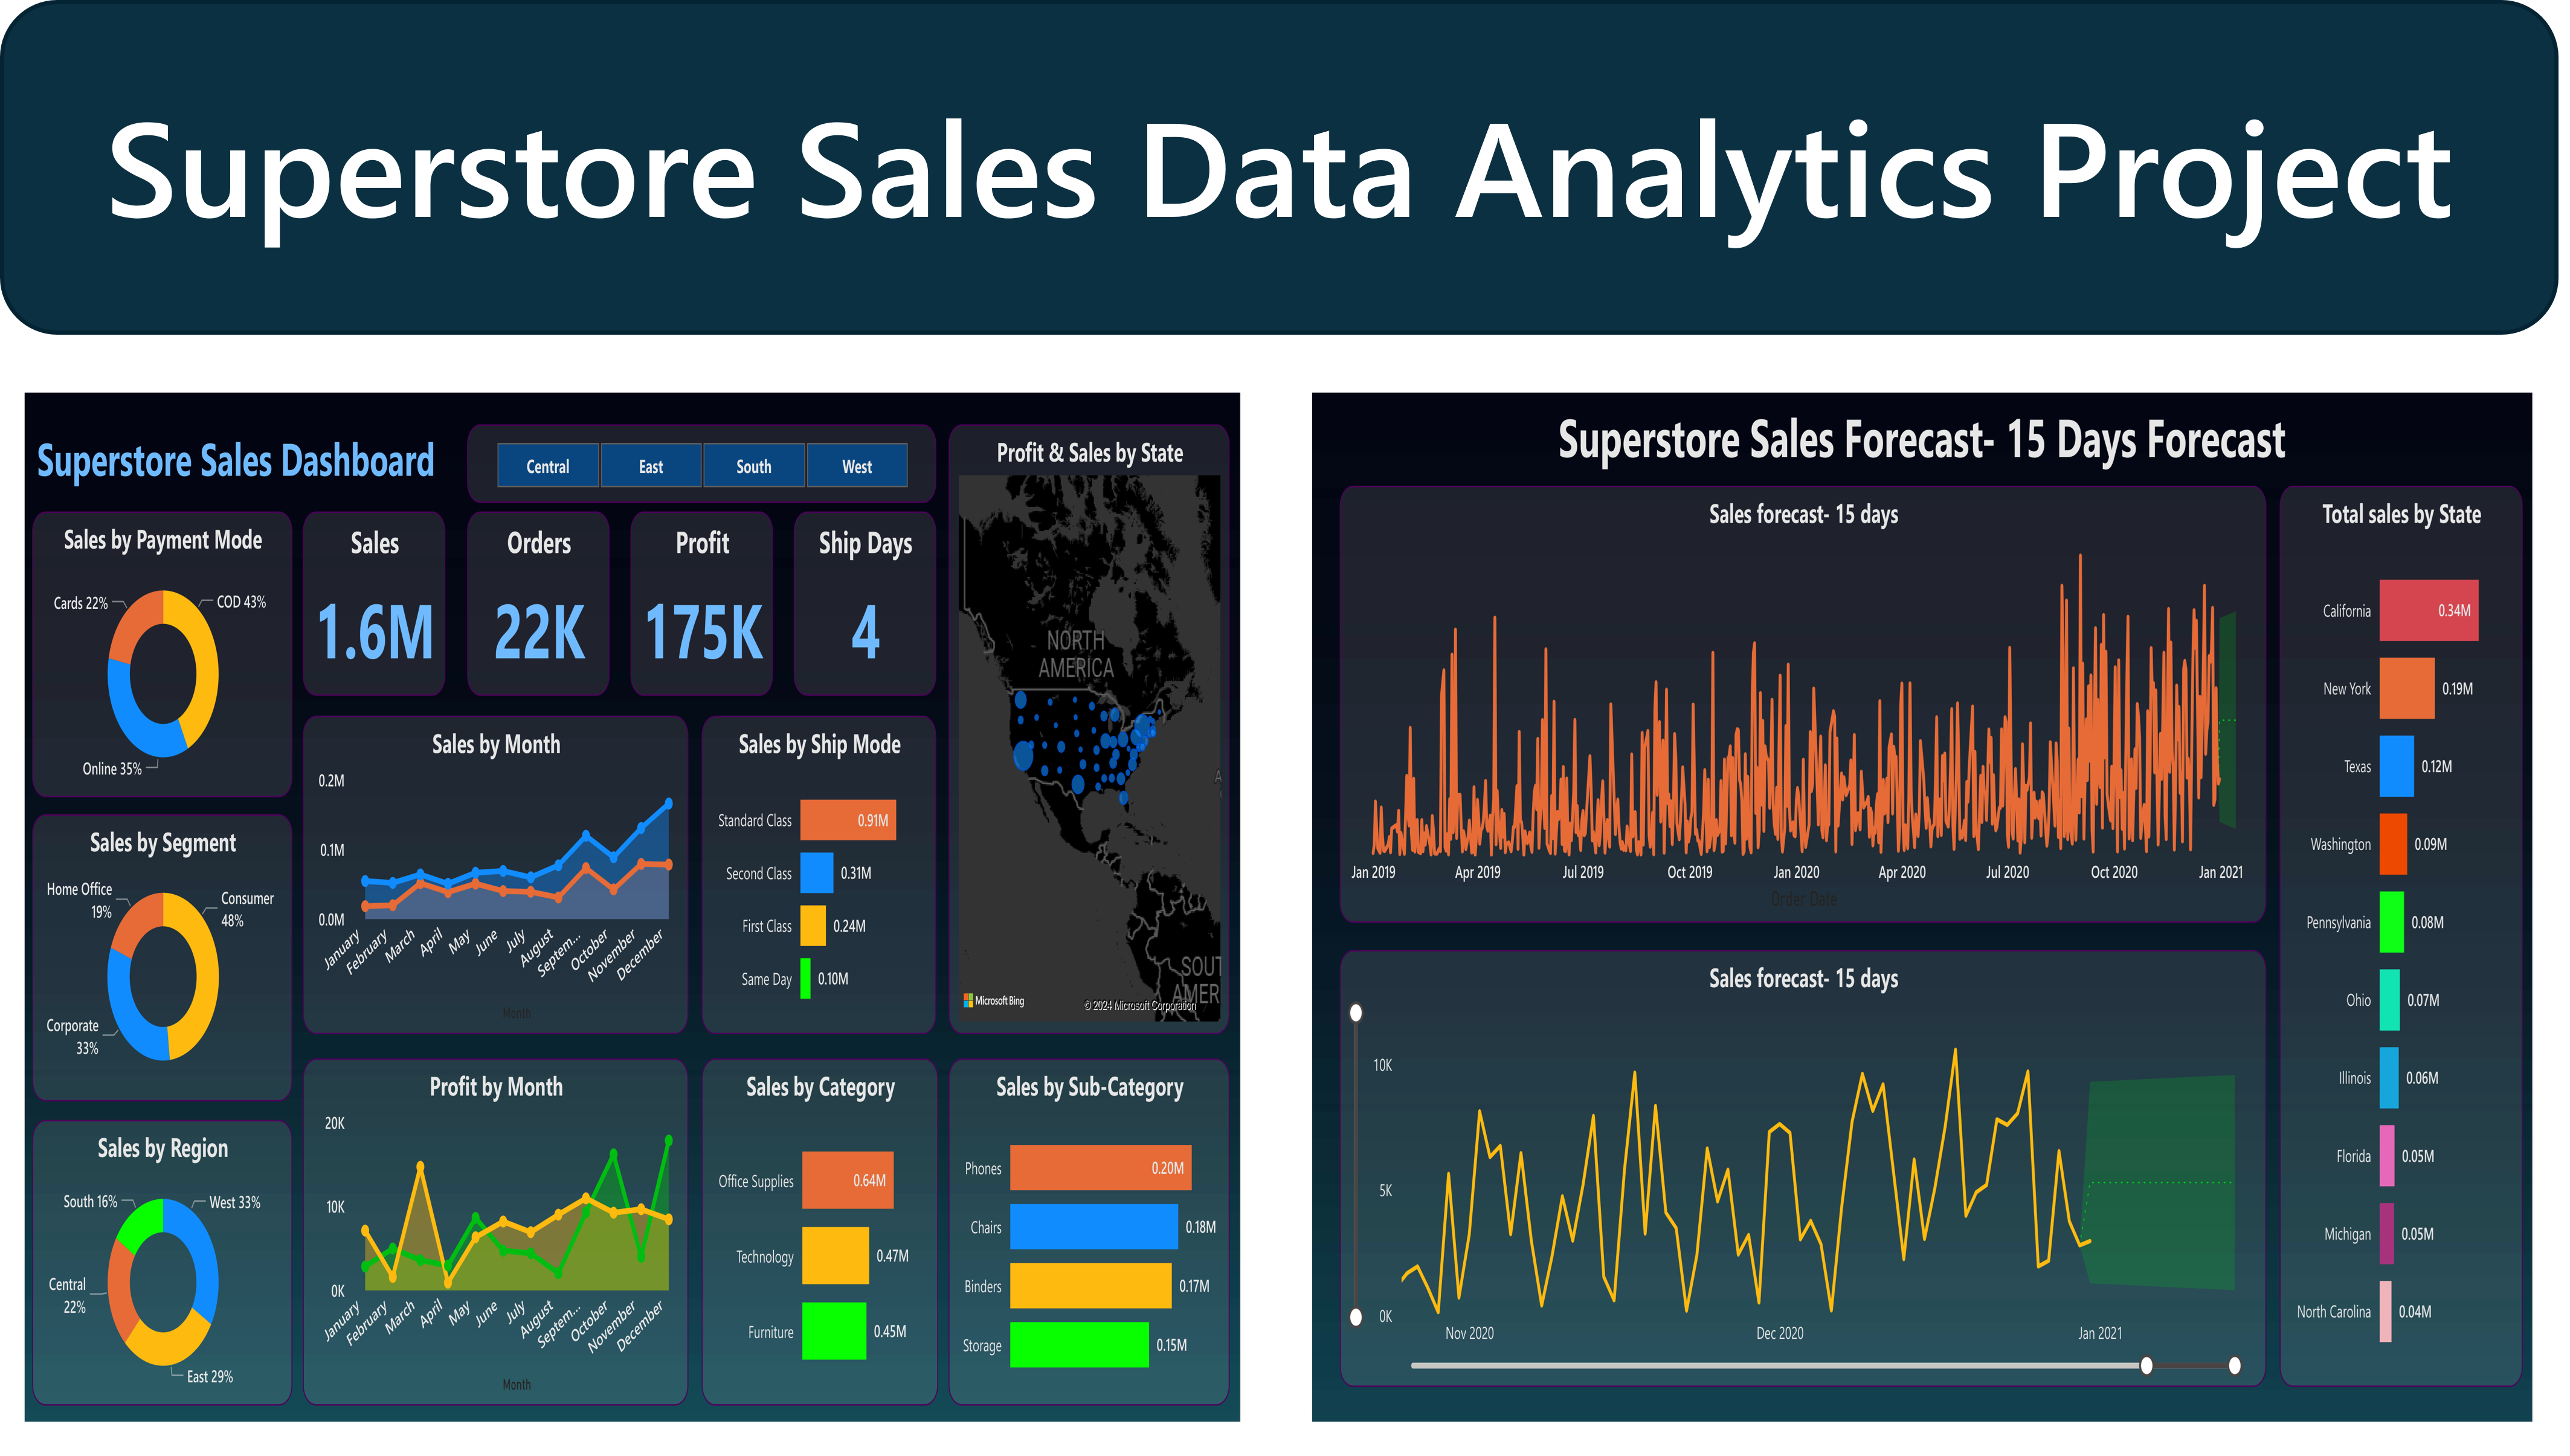 Superstore Sales Data Analytics Project
Superstore Sales Dashboard
Central
East
South
West
Sales by Payment Mode
Cards 22%
COD 43%
Online 35%
Sales
1.6M
Orders
22K
Profit
175K
Ship Days
4
Profit & Sales by State
NORTH
AMERICA
A
SOUT
AMER
Microsoft Bing
© 2024 Microsoft Corporation
Sales by Segment
Home Office
19%
Consumer
48%
Corporate
33%
Sales by Month
0.2M
0.1M
0.0M
January
February
March
April
May
June
July
August
Septem...
October
November
December
Month
Sales by Ship Mode
Standard Class
0.91M
Second Class
0.31M
First Class
0.24M
Same Day
0.10M
Sales by Region
South 16%
West 33%
Central
22%
East 29%
Profit by Month
20K
10K
0K
January
February
March
April
May
June
July
August
Septem...
October
November
December
Month
Sales by Category
Office Supplies
0.64M
Technology
0.47M
Furniture
0.45M
Sales by Sub-Category
Phones
0.20M
Chairs
0.18M
Binders
0.17M
Storage
0.15M
Superstore Sales Forecast- 15 Days Forecast
Sales forecast- 15 days
Jan 2019
Apr 2019
Jul 2019
Oct 2019
Jan 2020
Apr 2020
Jul 2020
Oct 2020
Jan 2021
Order Date
Sales forecast- 15 days
10K
5K
0K
Nov 2020
Dec 2020
Jan 2021
Total sales by State
California
0.34M
New York
0.19M
Texas
0.12M
Washington
0.09M
Pennsylvania
0.08M
Ohio
0.07M
Illinois
0.06M
Florida
0.05M
Michigan
0.05M
North Carolina
0.04M